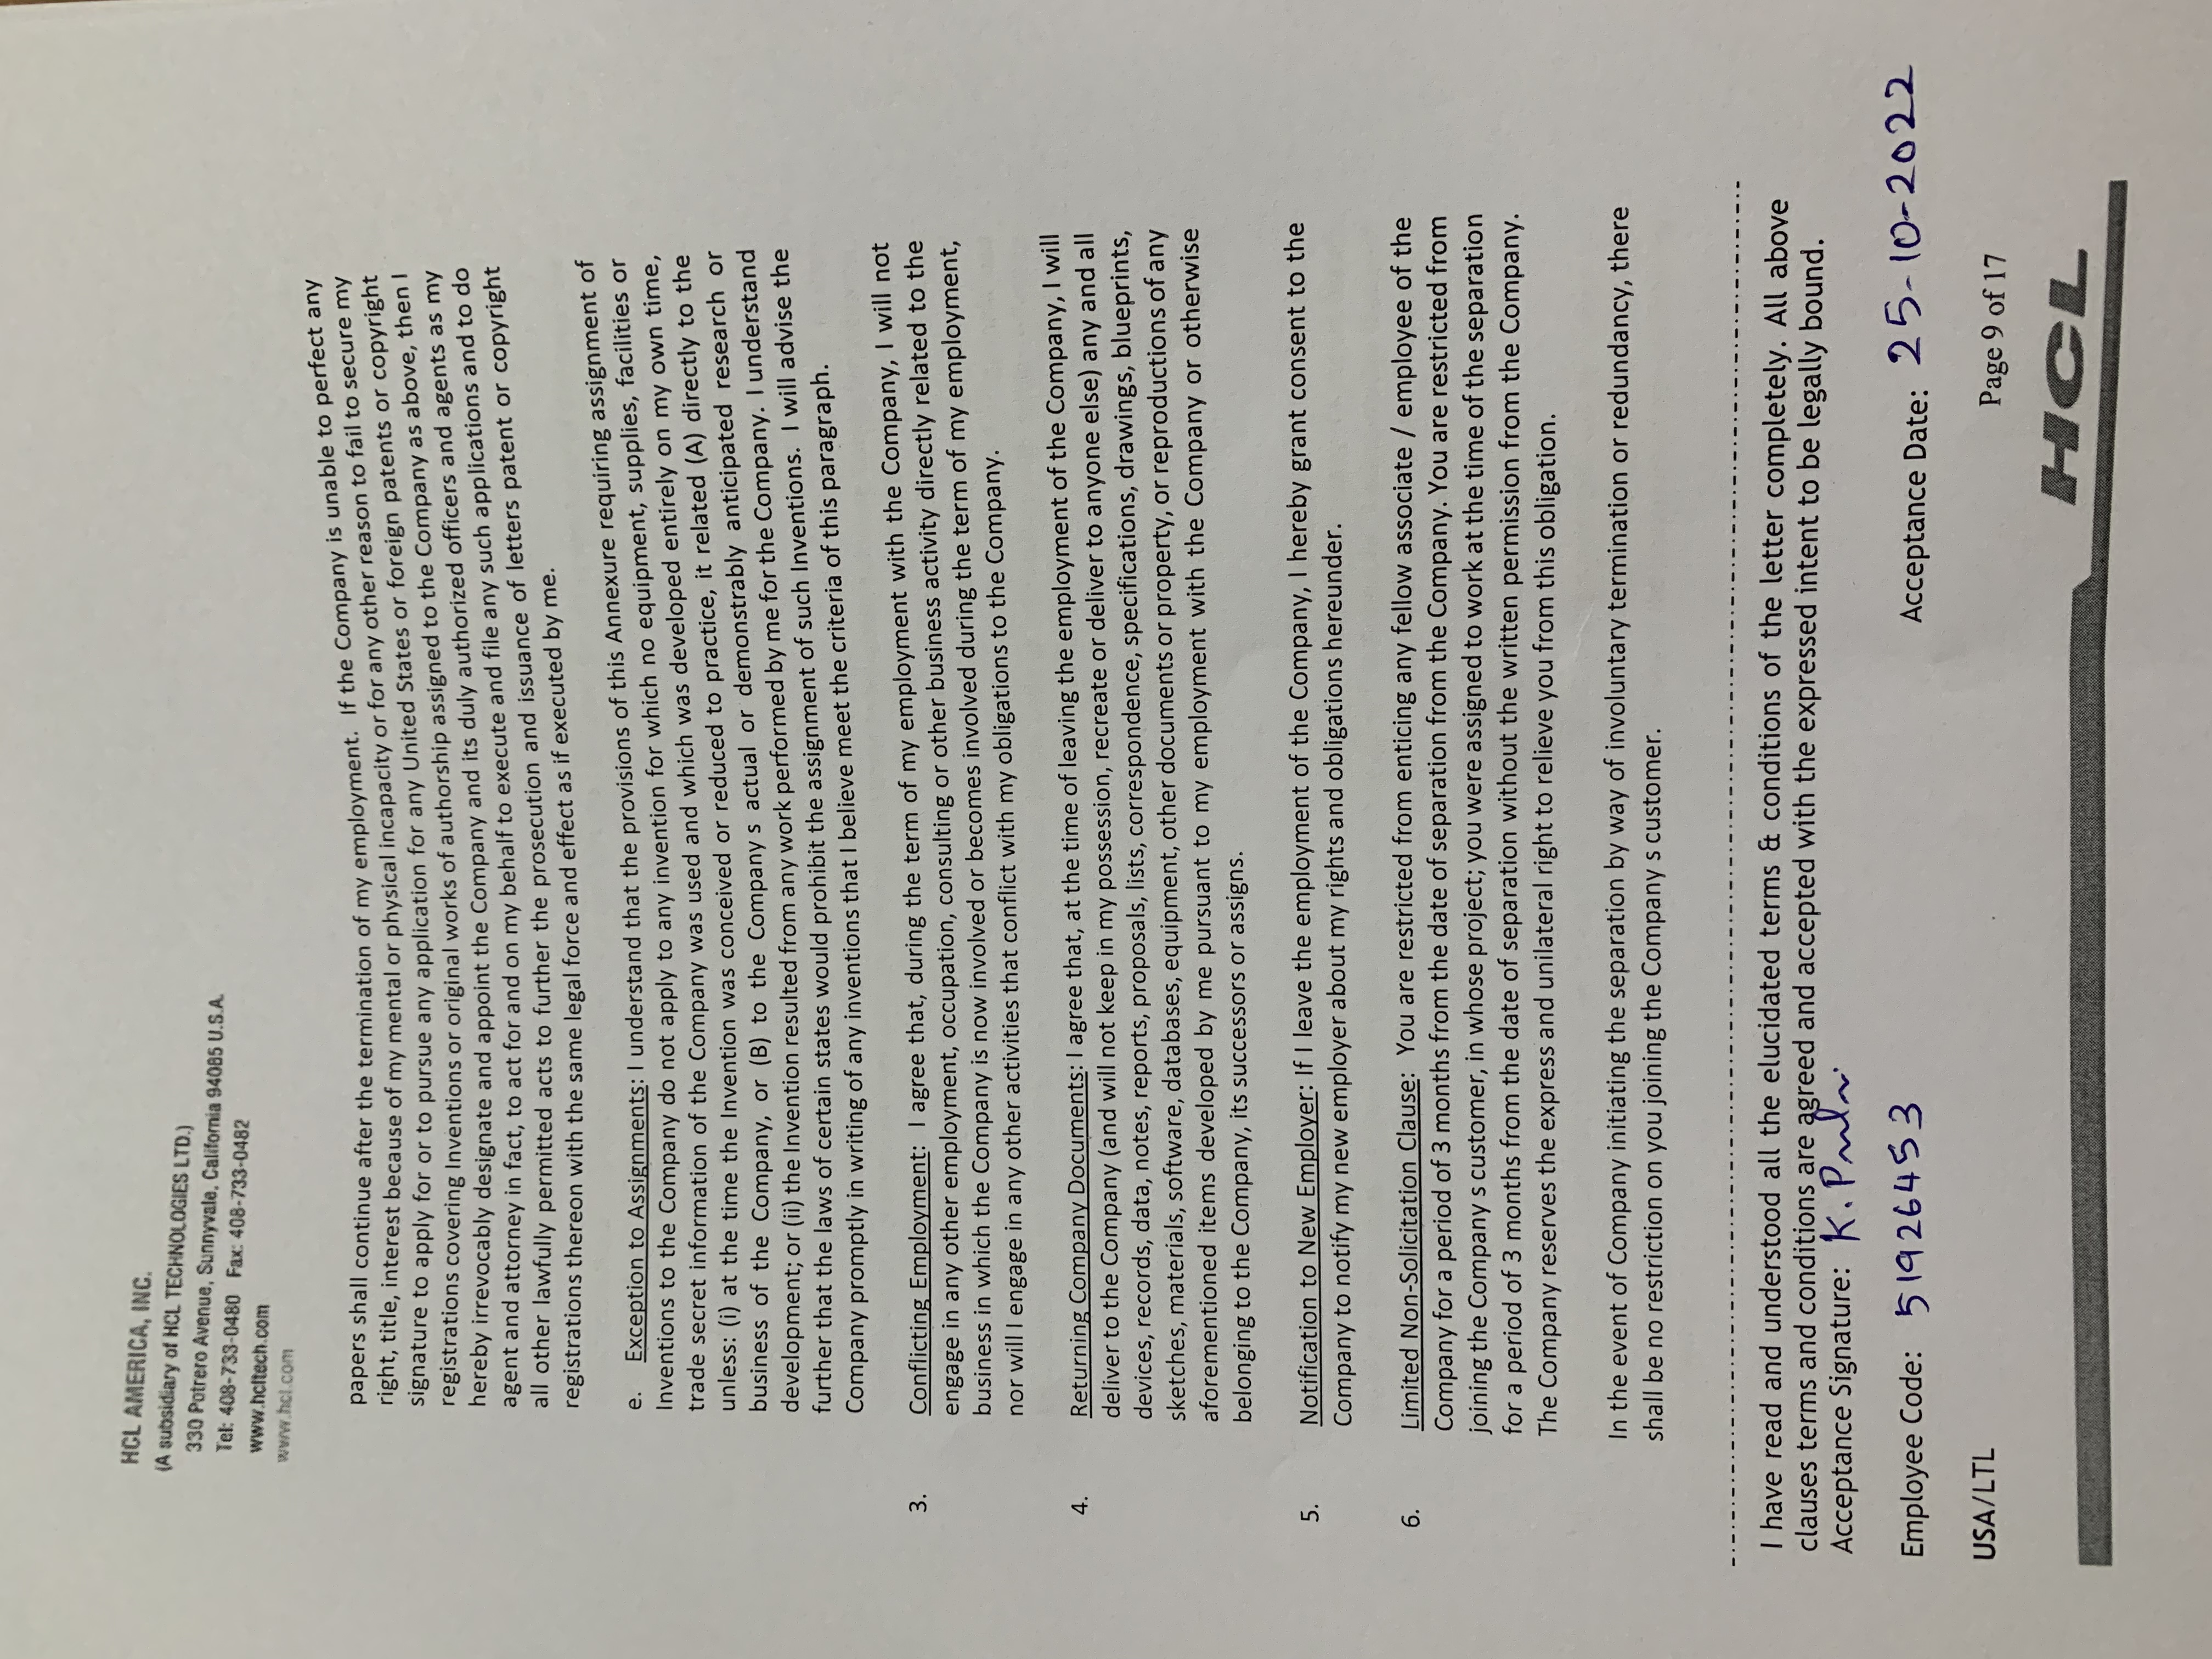 HCL AMERICA, INC.
(A subsidiary of HCL TECHNOLOGIES LTD.)
330 Potrero Avenue, Sunnyvale, California 94085 U.S.A.
Tel: 408-733-0480 Fax: 408-733-0482
www.hcltech.com
www.hcl.com
papers shall continue after the termination of my employment. If the Company is unable to perfect any
right, title, interest because of my mental or physical incapacity or for any other reason to fail to secure my
signature to apply for or to pursue any application for any United States or foreign patents or copyright
registrations covering Inventions or original works of authorship assigned to the Company as above, then I
hereby irrevocably designate and appoint the Company and its duly authorized officers and agents as my
agent and attorney in fact, to act for and on my behalf to execute and file any such applications and to do
all other lawfully permitted acts to further the prosecution and issuance of letters patent or copyright
registrations thereon with the same legal force and effect as if executed by me.
e. Exception to Assignments: I understand that the provisions of this Annexure requiring assignment of
Inventions to the Company do not apply to any invention for which no equipment, supplies, facilities or
trade secret information of the Company was used and which was developed entirely on my own time,
unless: (i) at the time the Invention was conceived or reduced to practice, it related (A) directly to the
business of the Company, or (B) to the Company s actual or demonstrably anticipated research or
development; or (ii) the Invention resulted from any work performed by me for the Company. I understand
further that the laws of certain states would prohibit the assignment of such Inventions. I will advise the
Company promptly in writing of any inventions that I believe meet the criteria of this paragraph.
3. Conflicting Employment: I agree that, during the term of my employment with the Company, I will not
engage in any other employment, occupation, consulting or other business activity directly related to the
business in which the Company is now involved or becomes involved during the term of my employment,
nor will I engage in any other activities that conflict with my obligations to the Company.
4. Returning Company Documents: I agree that, at the time of leaving the employment of the Company, I will
deliver to the Company (and will not keep in my possession, recreate or deliver to anyone else) any and all
devices, records, data, notes, reports, proposals, lists, correspondence, specifications, drawings, blueprints,
sketches, materials, software, databases, equipment, other documents or property, or reproductions of any
aforementioned items developed by me pursuant to my employment with the Company or otherwise
belonging to the Company, its successors or assigns.
5. Notification to New Employer: If I leave the employment of the Company, I hereby grant consent to the
Company to notify my new employer about my rights and obligations hereunder.
6. Limited Non-Solicitation Clause: You are restricted from enticing any fellow associate / employee of the
Company for a period of 3 months from the date of separation from the Company. You are restricted from
joining the Company s customer, in whose project; you were assigned to work at the time of the separation
for a period of 3 months from the date of separation without the written permission from the Company.
The Company reserves the express and unilateral right to relieve you from this obligation.
In the event of Company initiating the separation by way of involuntary termination or redundancy, there
shall be no restriction on you joining the Company s customer.
I have read and understood all the elucidated terms & conditions of the letter completely. All above
clauses terms and conditions are agreed and accepted with the expressed intent to be legally bound.
Acceptance Signature: K.
Employee Code: 51926453 Acceptance Date: 25-10-2022
USA/LTL Page 9 of 17
HCL